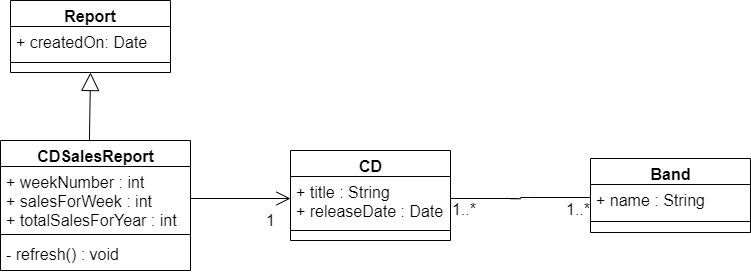 Report
+ createdOn: Date
CDSalesReport
+ weekNumber : int
+ salesForWeek : int
+ totalSalesForYear : int
- refresh() : void
1
CD
+ title : String
+ releaseDate : Date
1..*
1..*
Band
+ name : String